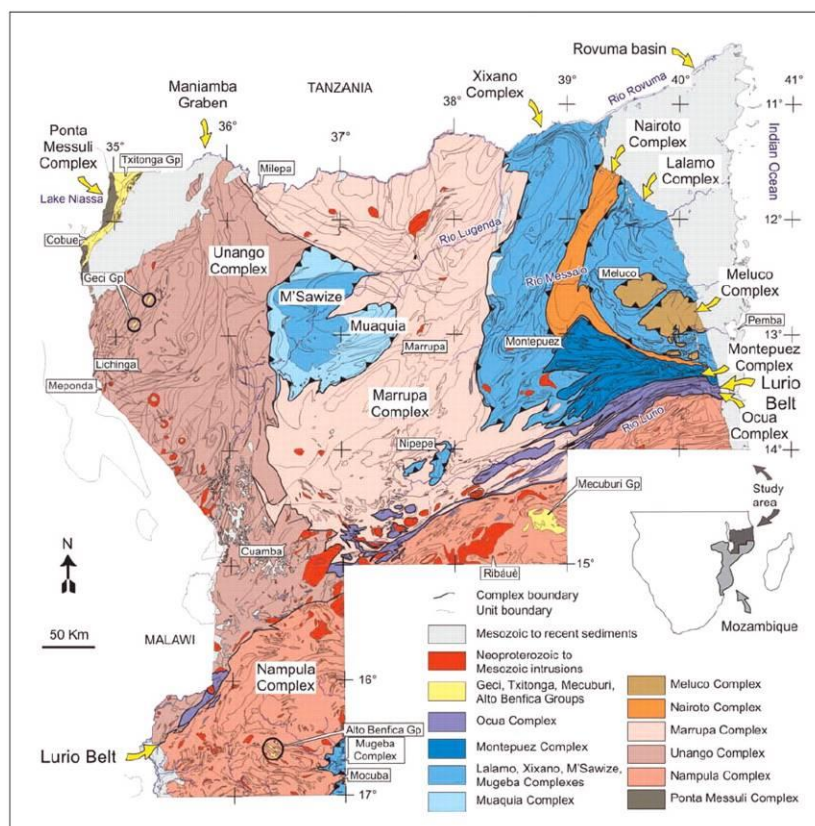 Rovuma basin
Maniamba
Graben
TANZANIA
Xixano
Complex
39°
Rio Rovuma
40°
41°
11°
Ponta
Messuli
Complex
35°
Txitonga Gp
36°
37°
38°
Milepa
Nairoto
Complex
Lalamo
Complex
Indian Ocean
Lake Niassa
Cobue
12°
Unango
Complex
Rio Lugenda
Geci Gp
M'Sawize
Rio Messalo
Meluco
Meluco
Complex
Muaquia
Pemba
13°
Lichinga
Marrupa
Montepuez
Montepuez
Complex
Meponda
Marrupa
Complex
Lurio
Belt
Rio Lurio
Ocua
Complex
Nipepe
14°
Mecuburi Gp
Study
area
N
Cuamba
15°
Ribáuè
Complex boundary
Unit boundary
Mozambique
50 Km
MALAWI
Mesozoic to recent sediments
Neoproterozoic to
Mesozoic intrusions
Nampula
Complex
16°
Geci, Txitonga, Mecuburi,
Alto Benfica Groups
Meluco Complex
Nairoto Complex
Ocua Complex
Marrupa Complex
Alto Benfica Gp
Mugeba
Complex
Montepuez Complex
Unango Complex
Lurio Belt
Mocuba
Lalamo, Xixano, M'Sawize,
Mugeba Complexes
Nampula Complex
17°
Muaquia Complex
Ponta Messuli Complex